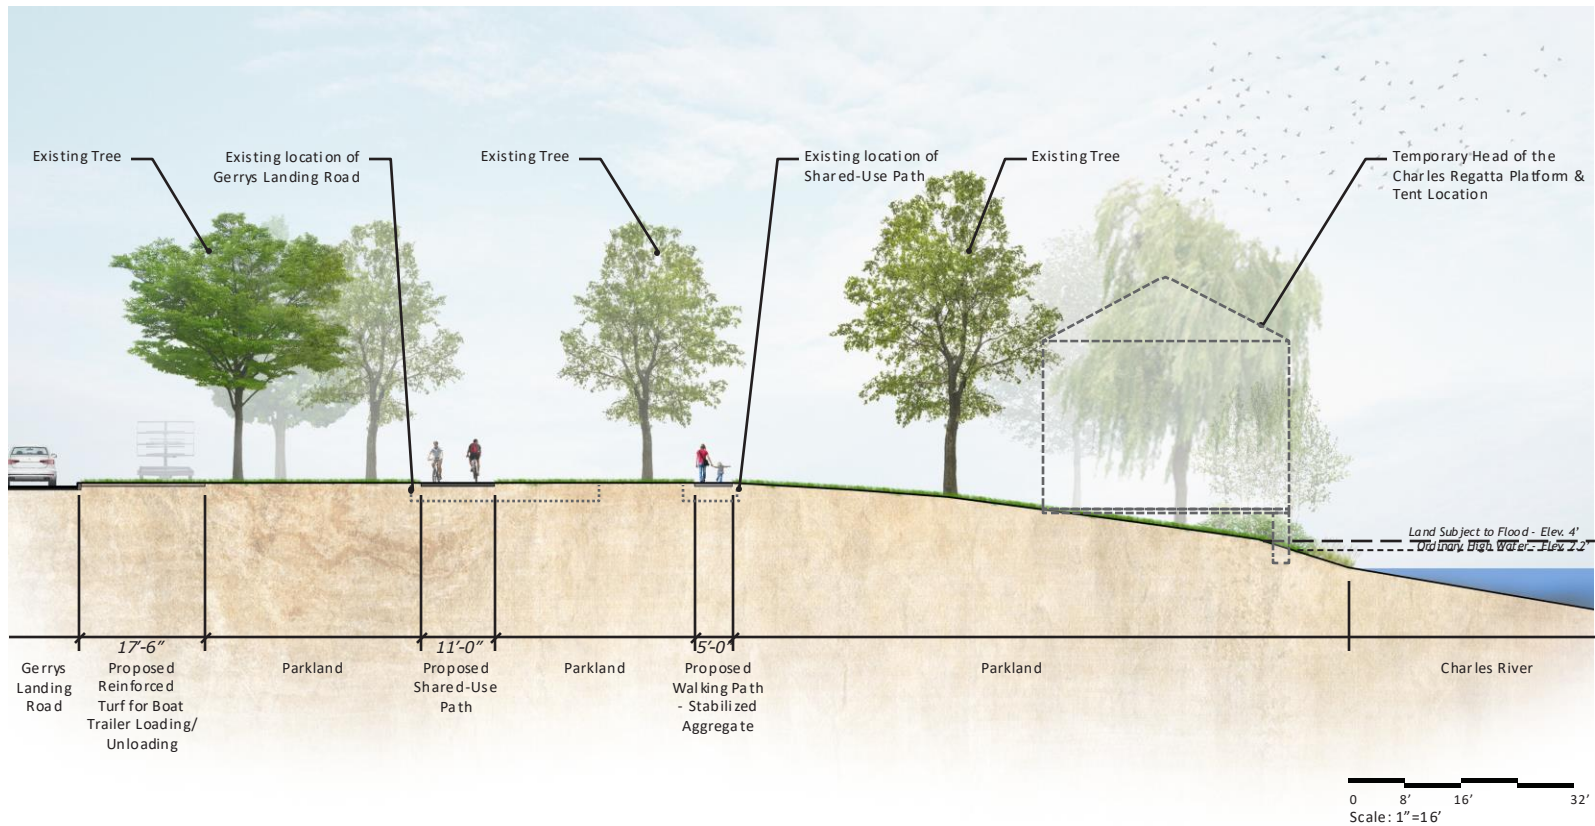 Existing Tree
Existing location of
Gerrys Landing Road
Existing Tree
Existing location of
Shared-Use Path
Existing Tree
Temporary Head of the
Charles Regatta Platform &
Tent Location
Land Subject to Flood - Elev. 4'
Ordinary High Water - Elev. 2.2'
17'-6"
11'-0"
5'-0"
Gerrys
Landing
Road
Proposed
Reinforced
Turf for Boat
Trailer Loading/
Unloading
Parkland
Proposed
Shared-Use
Path
Parkland
Proposed
Walking Path
- Stabilized
Aggregate
Parkland
Charles River
0 8' 16' 32'
Scale: 1"=16'